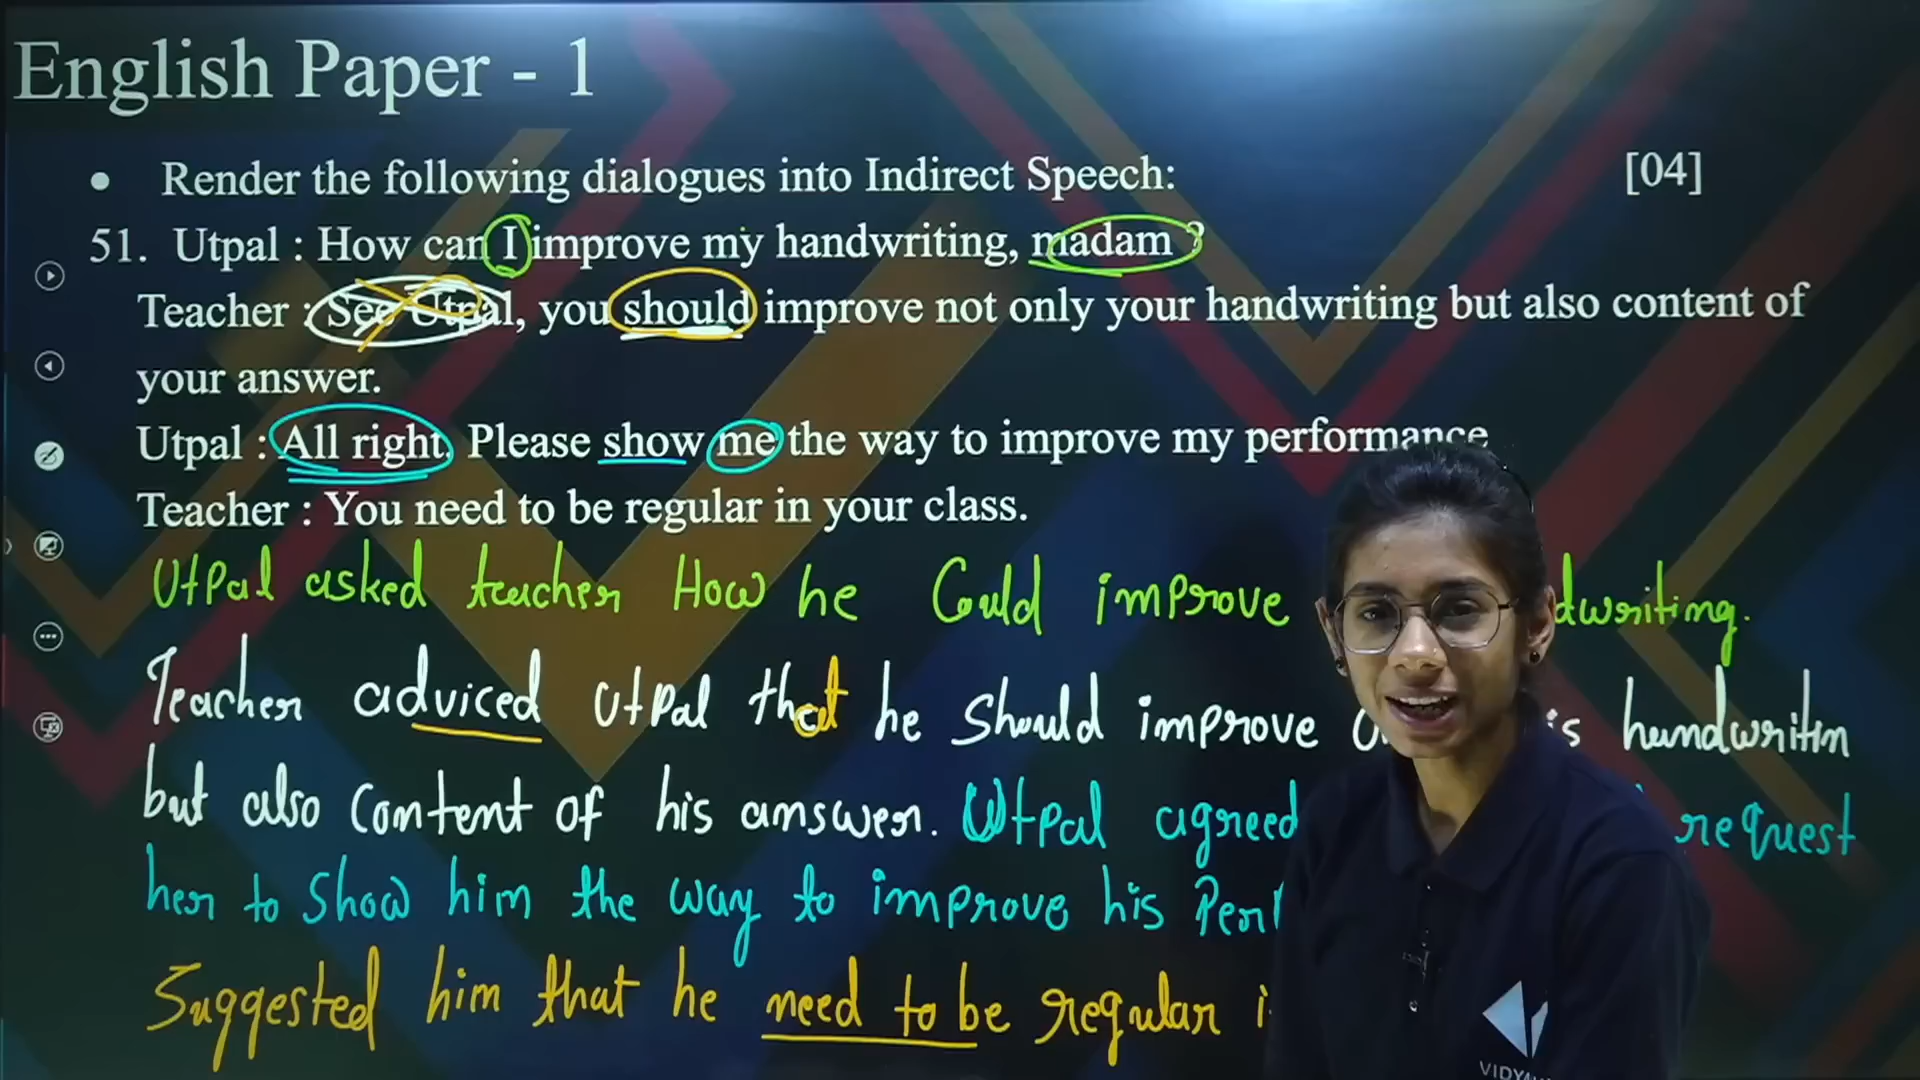 English Paper - 1
• Render the following dialogues into Indirect Speech: [04]
51. Utpal : How can I improve my handwriting, madam ?
Teacher : See Utpal, you should improve not only your handwriting but also content of
your answer.
Utpal : All right. Please show me the way to improve my performance
Teacher : You need to be regular in your class.
Utpal asked teacher How he Could improve dwriting.
Teacher adviced Utpal that he should improve is handwritin
but also content of his answer. Utpal agreed request
her to show him the way to improve his
Suggested him that he need to be regular